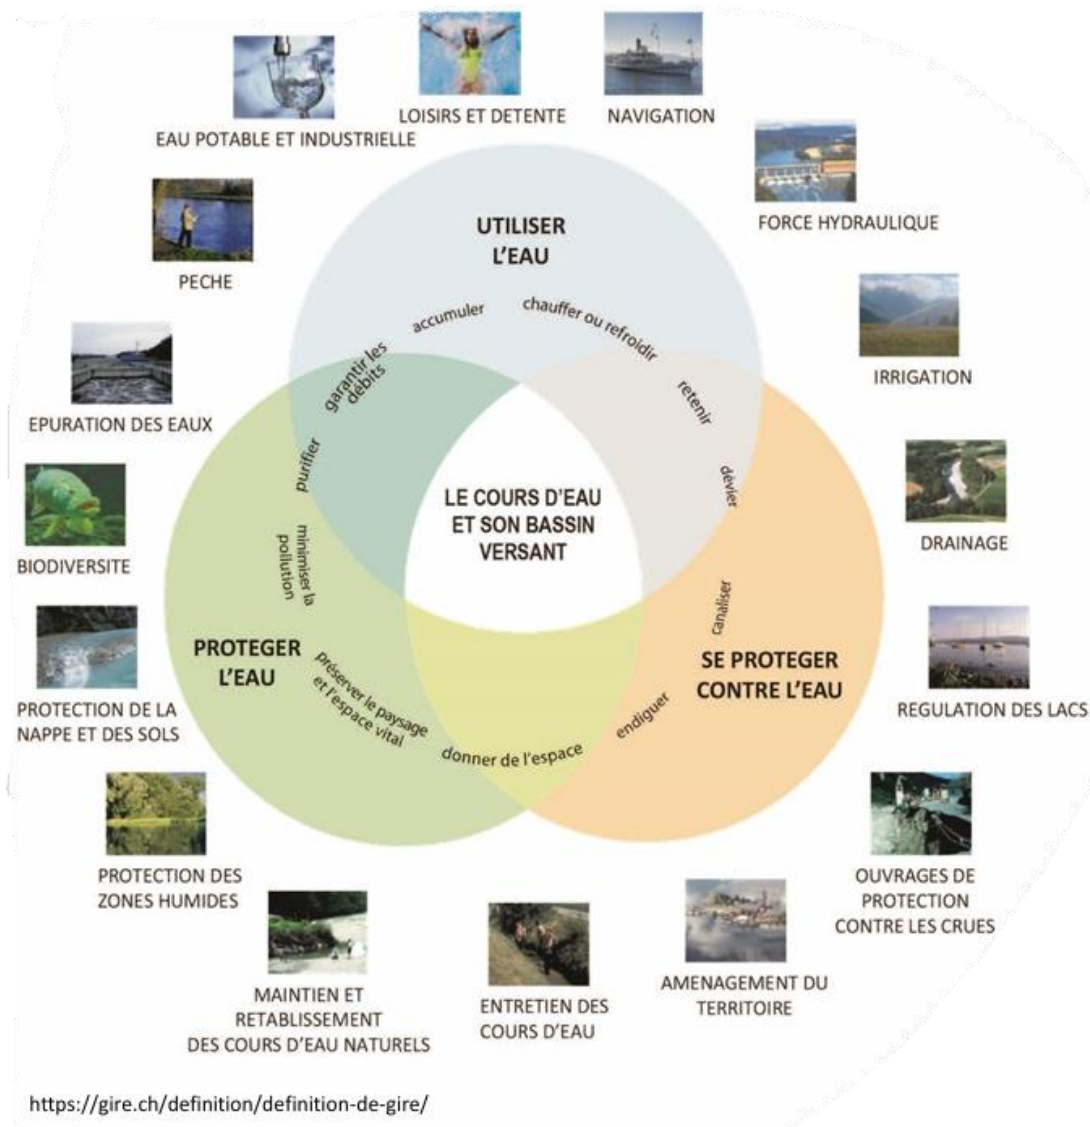 LOISIRS ET DETENTE
NAVIGATION
EAU POTABLE ET INDUSTRIELLE
FORCE HYDRAULIQUE
PECHE
UTILISER
L'EAU
accumuler
chauffer ou refroidir
garantir les
débits
retenir
IRRIGATION
EPURATION DES EAUX
purifier
dévier
LE COURS D'EAU
ET SON BASSIN
VERSANT
DRAINAGE
BIODIVERSITE
minimiser la
pollution
canaliser
PROTEGER
L'EAU
SE PROTEGER
CONTRE L'EAU
PROTECTION DE LA
NAPPE ET DES SOLS
REGULATION DES LACS
préserver le paysage
et l'espace vital
donner de l'espace
endiguer
PROTECTION DES
ZONES HUMIDES
OUVRAGES DE
PROTECTION
CONTRE LES CRUES
MAINTIEN ET
RETABLISSEMENT
DES COURS D'EAU NATURELS
ENTRETIEN DES
COURS D'EAU
AMENAGEMENT DU
TERRITOIRE
https://gire.ch/definition/definition-de-gire/